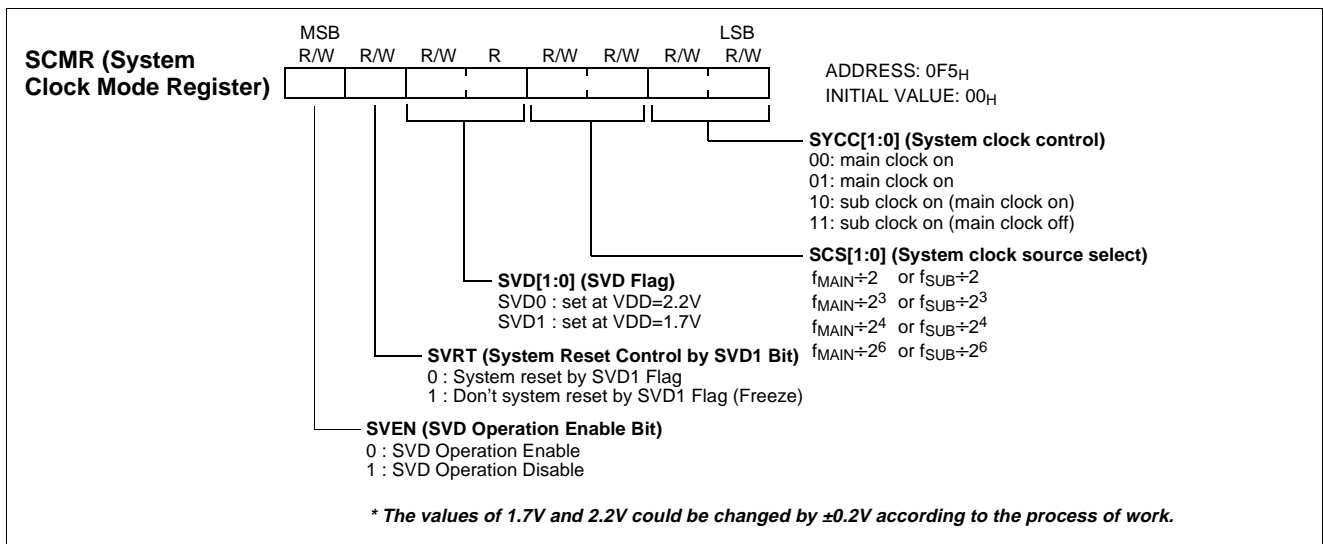 SCMR (System
Clock Mode Register)
MSB LSB
R/W R/W R/W R R/W R/W R/W R/W
ADDRESS: 0F5H
INITIAL VALUE: 00H
SYCC[1:0] (System clock control)
00: main clock on
01: main clock on
10: sub clock on (main clock on)
11: sub clock on (main clock off)
SCS[1:0] (System clock source select)
fMAIN÷2 or fSUB÷2
fMAIN÷2³ or fSUB÷2³
fMAIN÷2⁴ or fSUB÷2⁴
fMAIN÷2⁶ or fSUB÷2⁶
SVD[1:0] (SVD Flag)
SVD0 : set at VDD=2.2V
SVD1 : set at VDD=1.7V
SVRT (System Reset Control by SVD1 Bit)
0 : System reset by SVD1 Flag
1 : Don't system reset by SVD1 Flag (Freeze)
SVEN (SVD Operation Enable Bit)
0 : SVD Operation Enable
1 : SVD Operation Disable
* The values of 1.7V and 2.2V could be changed by ±0.2V according to the process of work.